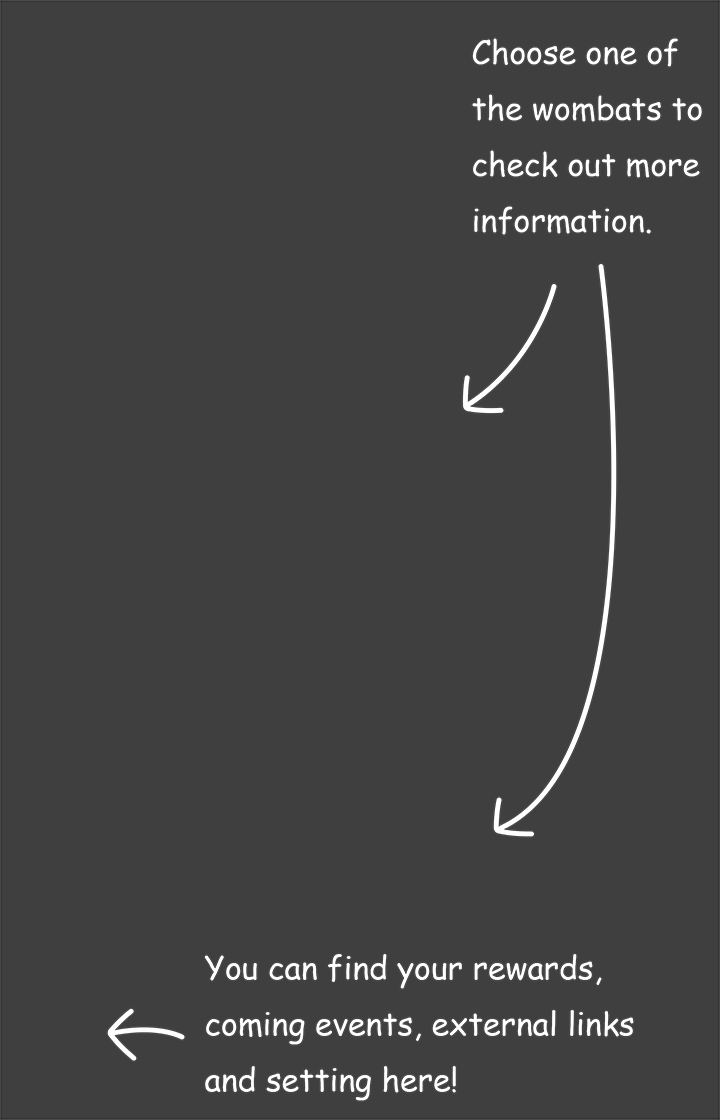 Choose one of
the wombats to
check out more
information.
You can find your rewards,
coming events, external links
and setting here!